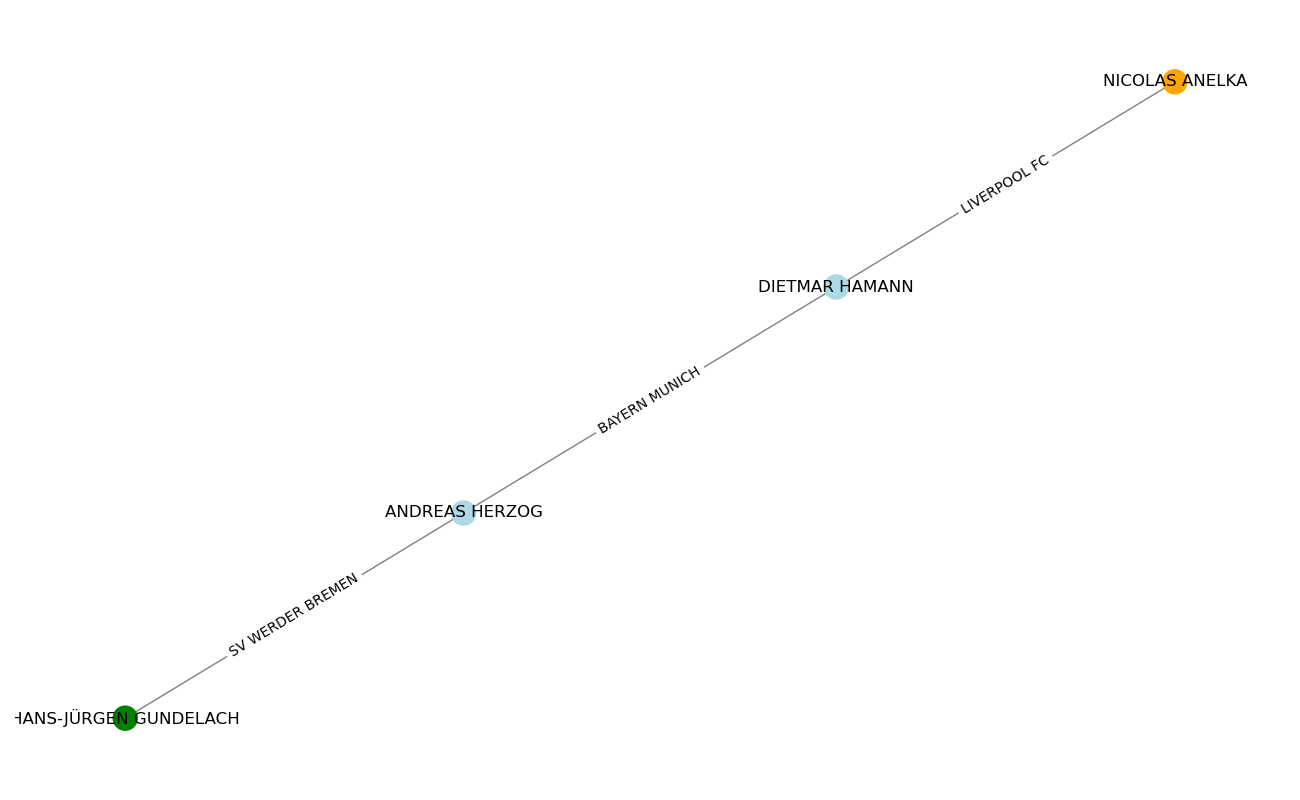 NICOLAS ANELKA
LIVERPOOL FC
DIETMAR HAMANN
BAYERN MUNICH
ANDREAS HERZOG
SV WERDER BREMEN
HANS-JÜRGEN GUNDELACH